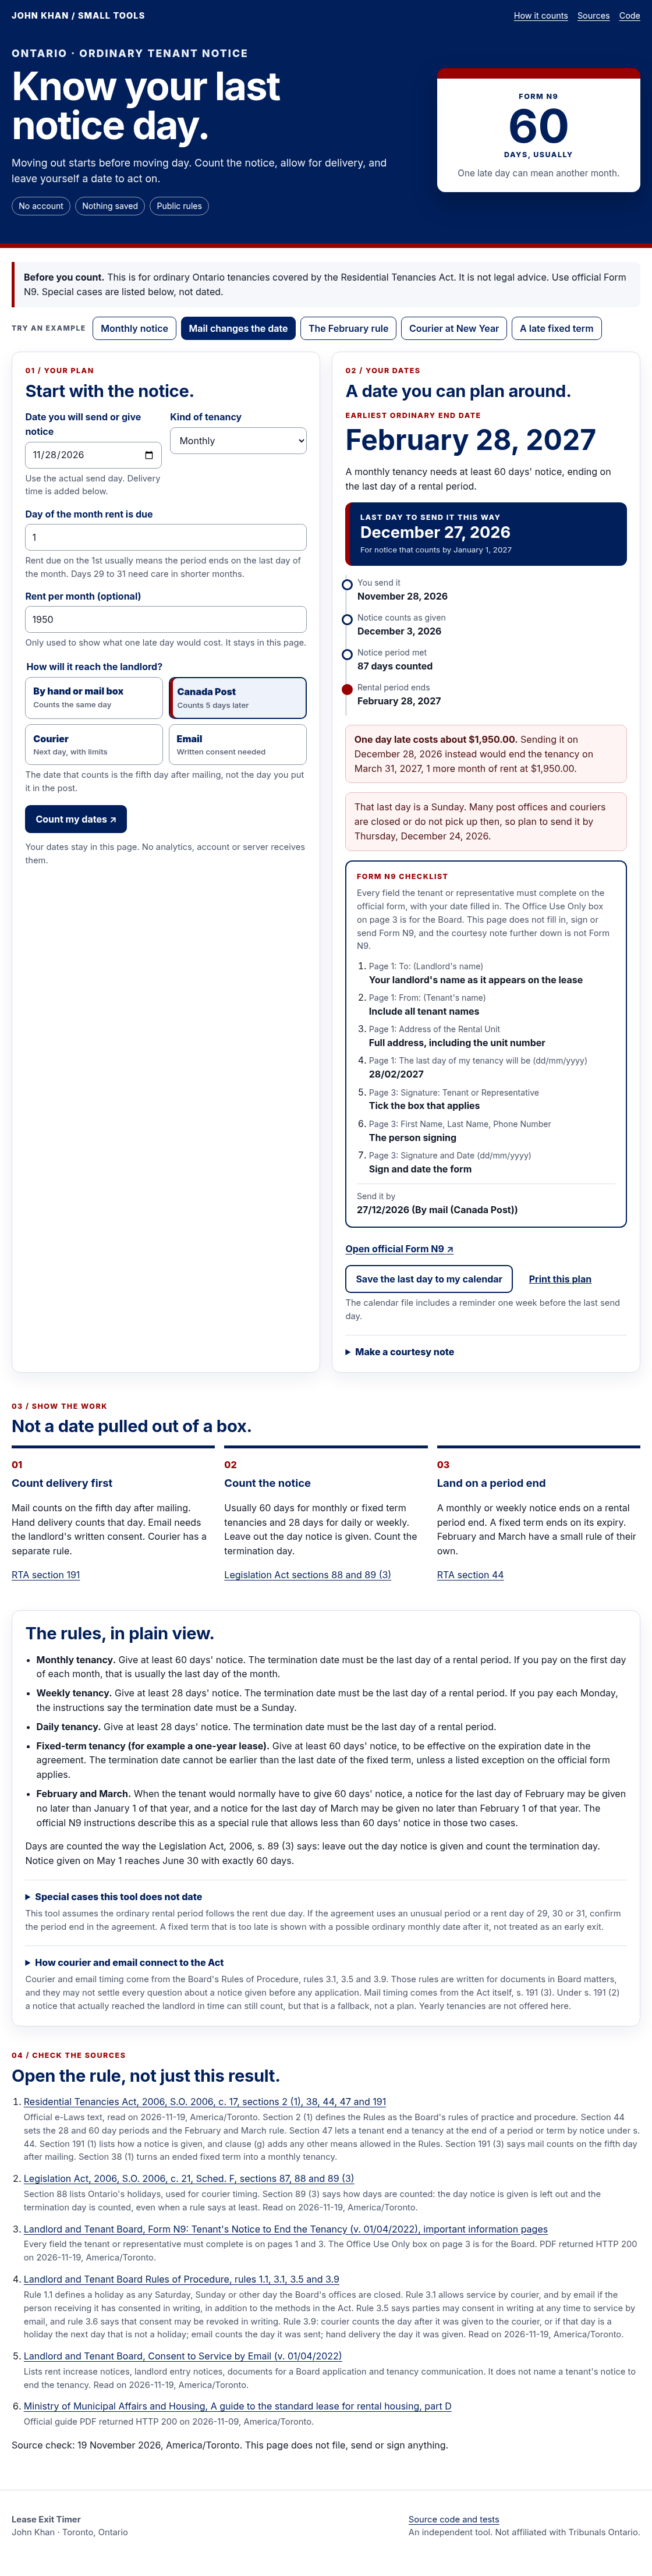 JOHN KHAN / SMALL TOOLS
How it counts Sources Code
ONTARIO · ORDINARY TENANT NOTICE
Know your last
notice day.
Moving out starts before moving day. Count the notice, allow for delivery, and
leave yourself a date to act on.
No account Nothing saved Public rules
FORM N9
60
DAYS, USUALLY
One late day can mean another month.
Before you count. This is for ordinary Ontario tenancies covered by the Residential Tenancies Act. It is not legal advice. Use official Form
N9. Special cases are listed below, not dated.
TRY AN EXAMPLE Monthly notice Mail changes the date The February rule Courier at New Year A late fixed term
01 / YOUR PLAN
Start with the notice.
Date you will send or give
notice
11/28/2026
Use the actual send day. Delivery
time is added below.
Kind of tenancy
Monthly
Day of the month rent is due
1
Rent due on the 1st usually means the period ends on the last day of
the month. Days 29 to 31 need care in shorter months.
Rent per month (optional)
1950
Only used to show what one late day would cost. It stays in this page.
How will it reach the landlord?
By hand or mail box
Counts the same day
Canada Post
Counts 5 days later
Courier
Next day, with limits
Email
Written consent needed
The date that counts is the fifth day after mailing, not the day you put
it in the post.
Count my dates ↗
Your dates stay in this page. No analytics, account or server receives
them.
02 / YOUR DATES
A date you can plan around.
EARLIEST ORDINARY END DATE
February 28, 2027
A monthly tenancy needs at least 60 days' notice, ending on
the last day of a rental period.
LAST DAY TO SEND IT THIS WAY
December 27, 2026
For notice that counts by January 1, 2027
You send it
November 28, 2026
Notice counts as given
December 3, 2026
Notice period met
87 days counted
Rental period ends
February 28, 2027
One day late costs about $1,950.00. Sending it on
December 28, 2026 instead would end the tenancy on
March 31, 2027, 1 more month of rent at $1,950.00.
That last day is a Sunday. Many post offices and couriers
are closed or do not pick up then, so plan to send it by
Thursday, December 24, 2026.
FORM N9 CHECKLIST
Every field the tenant or representative must complete on the
official form, with your date filled in. The Office Use Only box
on page 3 is for the Board. This page does not fill in, sign or
send Form N9, and the courtesy note further down is not Form
N9.
1. Page 1: To: (Landlord's name)
Your landlord's name as it appears on the lease
2. Page 1: From: (Tenant's name)
Include all tenant names
3. Page 1: Address of the Rental Unit
Full address, including the unit number
4. Page 1: The last day of my tenancy will be (dd/mm/yyyy)
28/02/2027
5. Page 3: Signature: Tenant or Representative
Tick the box that applies
6. Page 3: First Name, Last Name, Phone Number
The person signing
7. Page 3: Signature and Date (dd/mm/yyyy)
Sign and date the form
Send it by
27/12/2026 (By mail (Canada Post))
Open official Form N9 ↗
Save the last day to my calendar Print this plan
The calendar file includes a reminder one week before the last send
day.
▶ Make a courtesy note
03 / SHOW THE WORK
Not a date pulled out of a box.
01
Count delivery first
Mail counts on the fifth day after mailing.
Hand delivery counts that day. Email needs
the landlord's written consent. Courier has a
separate rule.
RTA section 191
02
Count the notice
Usually 60 days for monthly or fixed term
tenancies and 28 days for daily or weekly.
Leave out the day notice is given. Count the
termination day.
Legislation Act sections 88 and 89 (3)
03
Land on a period end
A monthly or weekly notice ends on a rental
period end. A fixed term ends on its expiry.
February and March have a small rule of their
own.
RTA section 44
The rules, in plain view.
• Monthly tenancy. Give at least 60 days' notice. The termination date must be the last day of a rental period. If you pay on the first day
of each month, that is usually the last day of the month.
• Weekly tenancy. Give at least 28 days' notice. The termination date must be the last day of a rental period. If you pay each Monday,
the instructions say the termination date must be a Sunday.
• Daily tenancy. Give at least 28 days' notice. The termination date must be the last day of a rental period.
• Fixed-term tenancy (for example a one-year lease). Give at least 60 days' notice, to be effective on the expiration date in the
agreement. The termination date cannot be earlier than the last date of the fixed term, unless a listed exception on the official form
applies.
• February and March. When the tenant would normally have to give 60 days' notice, a notice for the last day of February may be given
no later than January 1 of that year, and a notice for the last day of March may be given no later than February 1 of that year. The
official N9 instructions describe this as a special rule that allows less than 60 days' notice in those two cases.
Days are counted the way the Legislation Act, 2006, s. 89 (3) says: leave out the day notice is given and count the termination day.
Notice given on May 1 reaches June 30 with exactly 60 days.
▶ Special cases this tool does not date
This tool assumes the ordinary rental period follows the rent due day. If the agreement uses an unusual period or a rent day of 29, 30 or 31, confirm
the period end in the agreement. A fixed term that is too late is shown with a possible ordinary monthly date after it, not treated as an early exit.
▶ How courier and email connect to the Act
Courier and email timing come from the Board's Rules of Procedure, rules 3.1, 3.5 and 3.9. Those rules are written for documents in Board matters,
and they may not settle every question about a notice given before any application. Mail timing comes from the Act itself, s. 191 (3). Under s. 191 (2)
a notice that actually reached the landlord in time can still count, but that is a fallback, not a plan. Yearly tenancies are not offered here.
04 / CHECK THE SOURCES
Open the rule, not just this result.
1. Residential Tenancies Act, 2006, S.O. 2006, c. 17, sections 2 (1), 38, 44, 47 and 191
Official e-Laws text, read on 2026-11-19, America/Toronto. Section 2 (1) defines the Rules as the Board's rules of practice and procedure. Section 44
sets the 28 and 60 day periods and the February and March rule. Section 47 lets a tenant end a tenancy at the end of a period or term by notice under s.
44. Section 191 (1) lists how a notice is given, and clause (g) adds any other means allowed in the Rules. Section 191 (3) says mail counts on the fifth day
after mailing. Section 38 (1) turns an ended fixed term into a monthly tenancy.
2. Legislation Act, 2006, S.O. 2006, c. 21, Sched. F, sections 87, 88 and 89 (3)
Section 88 lists Ontario's holidays, used for courier timing. Section 89 (3) says how days are counted: the day notice is given is left out and the
termination day is counted, even when a rule says at least. Read on 2026-11-19, America/Toronto.
3. Landlord and Tenant Board, Form N9: Tenant's Notice to End the Tenancy (v. 01/04/2022), important information pages
Every field the tenant or representative must complete is on pages 1 and 3. The Office Use Only box on page 3 is for the Board. PDF returned HTTP 200
on 2026-11-19, America/Toronto.
4. Landlord and Tenant Board Rules of Procedure, rules 1.1, 3.1, 3.5 and 3.9
Rule 1.1 defines a holiday as any Saturday, Sunday or other day the Board's offices are closed. Rule 3.1 allows service by courier, and by email if the
person receiving it has consented in writing, in addition to the methods in the Act. Rule 3.5 says parties may consent in writing at any time to service by
email, and rule 3.6 says that consent may be revoked in writing. Rule 3.9: courier counts the day after it was given to the courier, or if that day is a
holiday the next day that is not a holiday; email counts the day it was sent; hand delivery the day it was given. Read on 2026-11-19, America/Toronto.
5. Landlord and Tenant Board, Consent to Service by Email (v. 01/04/2022)
Lists rent increase notices, landlord entry notices, documents for a Board application and tenancy communication. It does not name a tenant's notice to
end the tenancy. Read on 2026-11-19, America/Toronto.
6. Ministry of Municipal Affairs and Housing, A guide to the standard lease for rental housing, part D
Official guide PDF returned HTTP 200 on 2026-11-09, America/Toronto.
Source check: 19 November 2026, America/Toronto. This page does not file, send or sign anything.
Lease Exit Timer
John Khan · Toronto, Ontario
Source code and tests
An independent tool. Not affiliated with Tribunals Ontario.